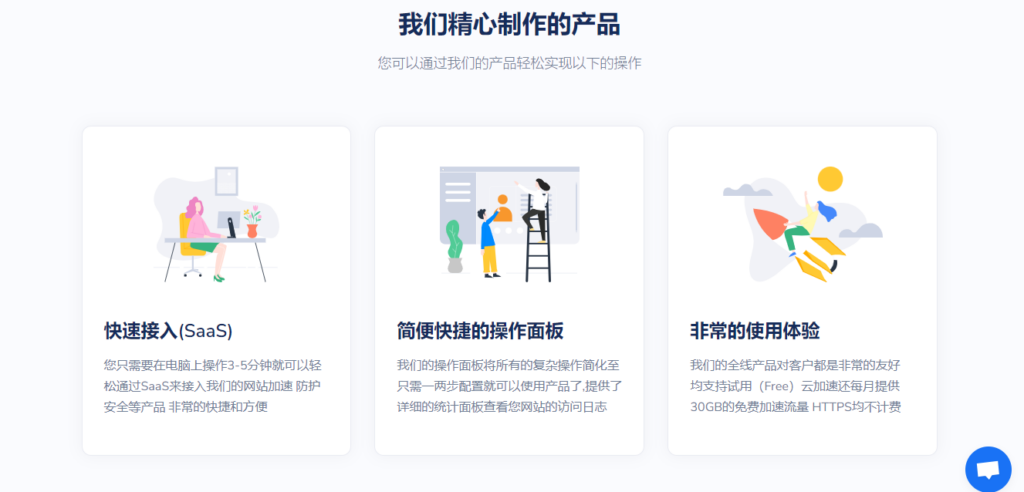 我们精心制作的产品
您可以通过我们的产品轻松实现以下的操作
快速接入(SaaS)
您只需要在电脑上操作3-5分钟就可以轻
松通过SaaS来接入我们的网站加速 防护
安全等产品 非常的快捷和方便
简便快捷的操作面板
我们的操作面板将所有的复杂操作简化至
只需一两步配置就可以使用产品了,提供了
详细的统计面板查看您网站的访问日志
非常的使用体验
我们的全线产品对客户都是非常的友好
均支持试用（Free）云加速还每月提供
30GB的免费加速流量 HTTPS均不计费